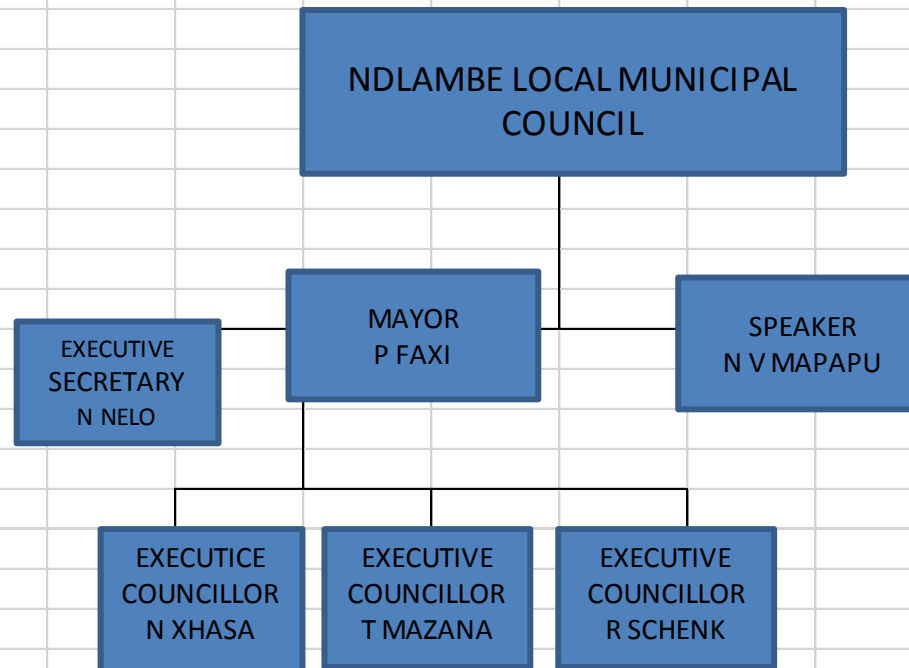 NDLAMBE LOCAL MUNICIPAL
COUNCIL
MAYOR
P FAXI
SPEAKER
N V MAPAPU
EXECUTIVE
SECRETARY
N NELO
EXECUTICE
COUNCILLOR
N XHASA
EXECUTIVE
COUNCILLOR
T MAZANA
EXECUTIVE
COUNCILLOR
R SCHENK